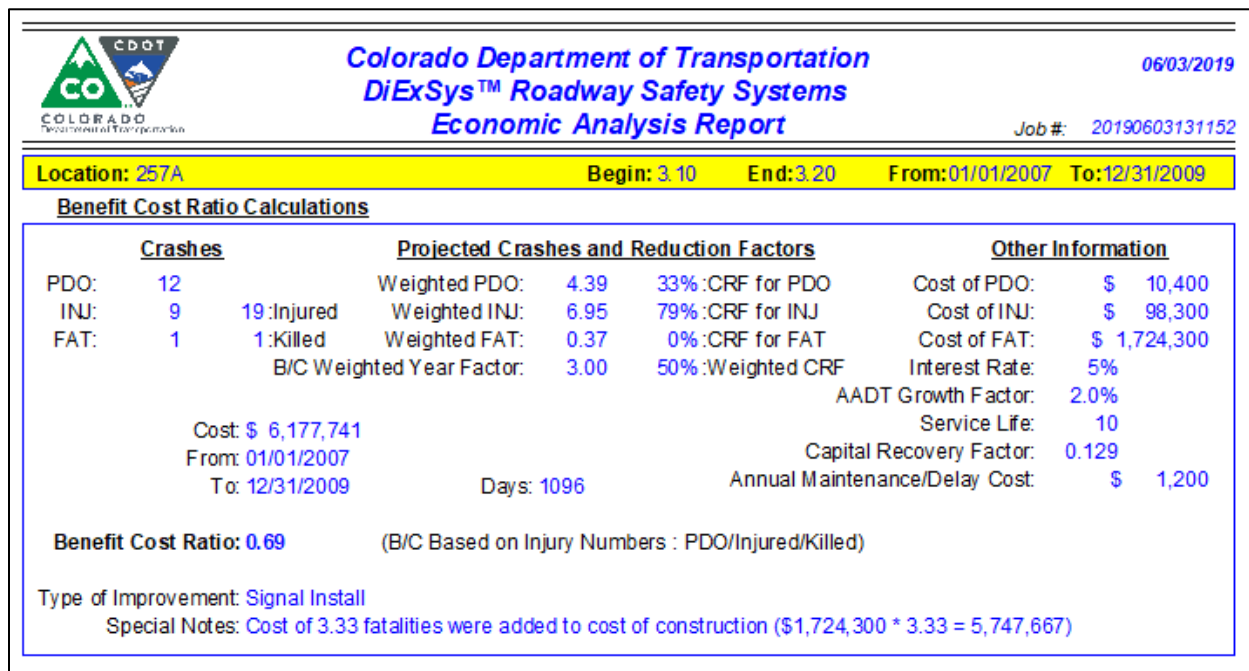 CDOT
CO
COLORADO
Department of Transportation
Colorado Department of Transportation
DiExSys™ Roadway Safety Systems
Economic Analysis Report
06/03/2019
Job #: 20190603131152
Location: 257A Begin: 3.10 End:3.20 From:01/01/2007 To:12/31/2009
Benefit Cost Ratio Calculations
Crashes Projected Crashes and Reduction Factors Other Information
PDO: 12 Weighted PDO: 4.39 33% :CRF for PDO Cost of PDO: $ 10,400
INJ: 9 19 :Injured Weighted INJ: 6.95 79% :CRF for INJ Cost of INJ: $ 98,300
FAT: 1 1 :Killed Weighted FAT: 0.37 0% :CRF for FAT Cost of FAT: $ 1,724,300
B/C Weighted Year Factor: 3.00 50% :Weighted CRF Interest Rate: 5%
AADT Growth Factor: 2.0%
Cost: $ 6,177,741 Service Life: 10
From: 01/01/2007 Capital Recovery Factor: 0.129
To: 12/31/2009 Days: 1096 Annual Maintenance/Delay Cost: $ 1,200
Benefit Cost Ratio: 0.69 (B/C Based on Injury Numbers : PDO/Injured/Killed)
Type of Improvement: Signal Install
Special Notes: Cost of 3.33 fatalities were added to cost of construction ($1,724,300 * 3.33 = 5,747,667)